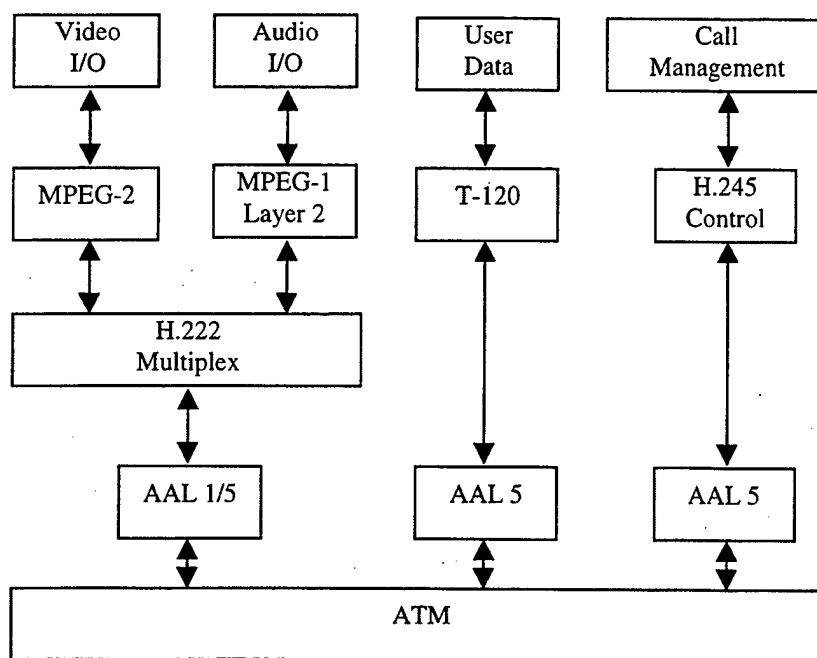 Video
I/O
Audio
I/O
User
Data
Call
Management
MPEG-2
MPEG-1
Layer 2
T-120
H.245
Control
H.222
Multiplex
AAL 1/5
AAL 5
AAL 5
ATM